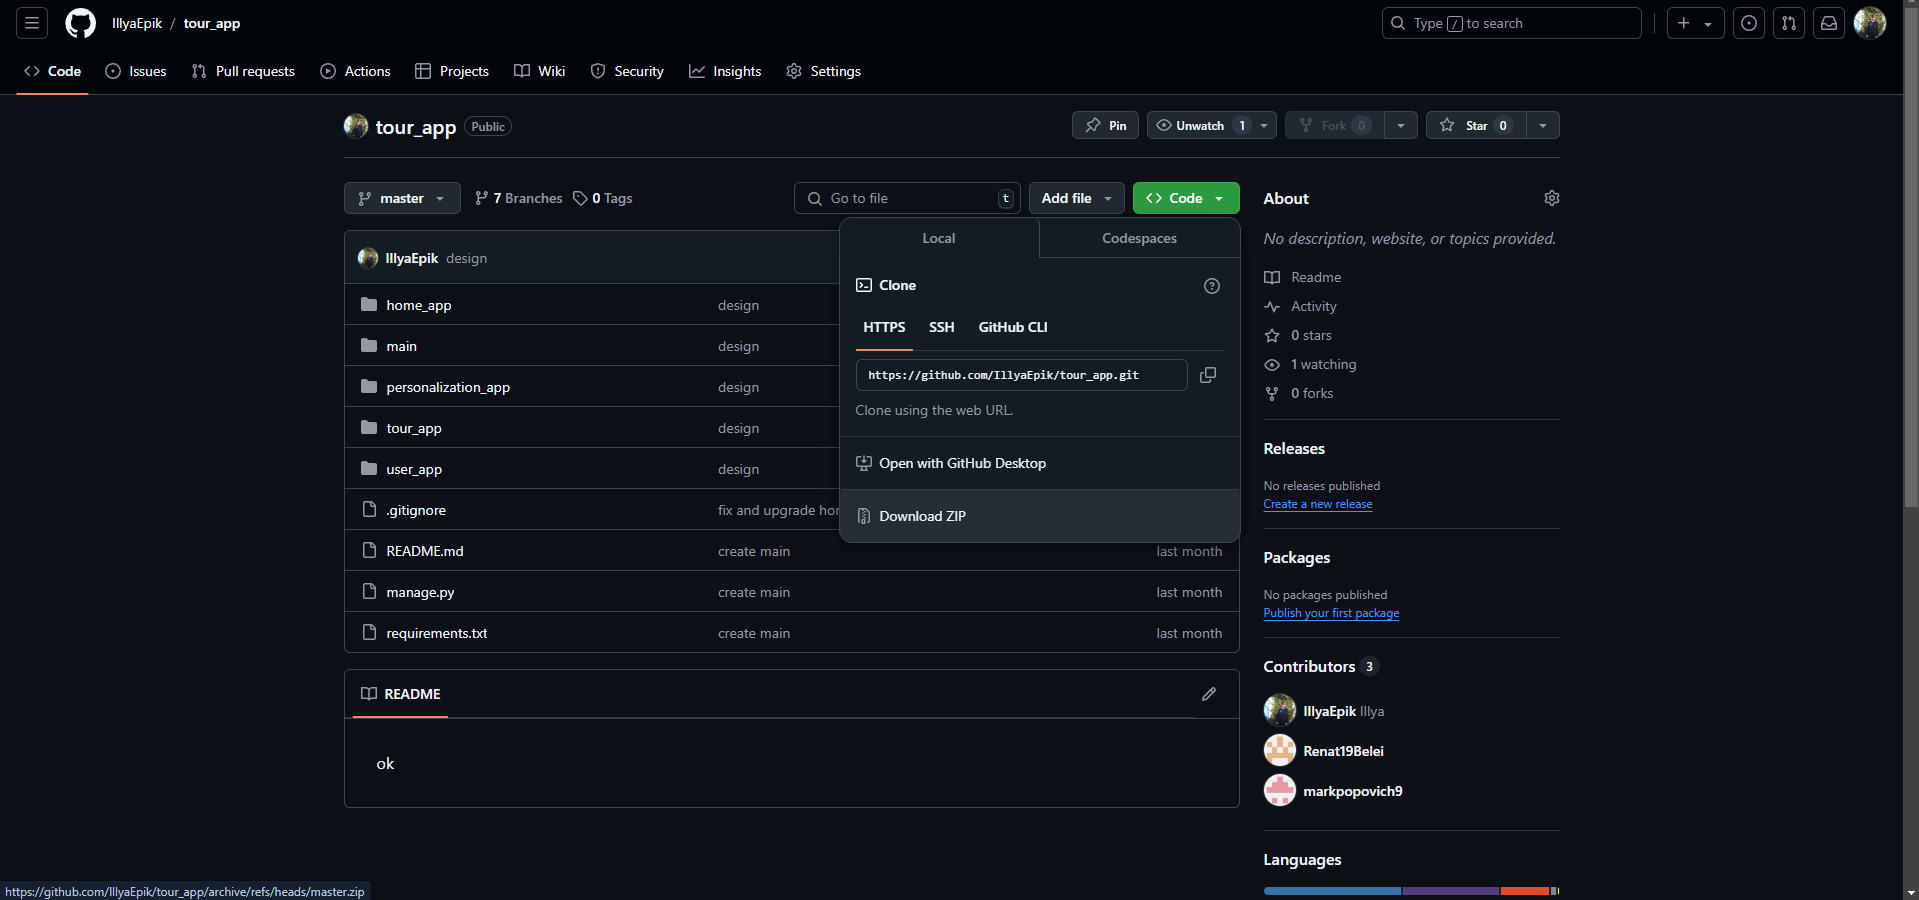 IllyaEpik / tour_app
Type / to search
Code Issues Pull requests Actions Projects Wiki Security Insights Settings
tour_app Public
Pin Unwatch 1 Fork 0 Star 0
master 7 Branches 0 Tags
Go to file t Add file Code
IllyaEpik design
home_app design
main design
personalization_app design
tour_app design
user_app design
.gitignore fix and upgrade hor
README.md create main last month
manage.py create main last month
requirements.txt create main last month
Local Codespaces
Clone
HTTPS SSH GitHub CLI
https://github.com/IllyaEpik/tour_app.git
Clone using the web URL.
Open with GitHub Desktop
Download ZIP
README
ok
About
No description, website, or topics provided.
Readme
Activity
0 stars
1 watching
0 forks
Releases
No releases published
Create a new release
Packages
No packages published
Publish your first package
Contributors 3
IllyaEpik Illya
Renat19Belei
markpopovich9
Languages
https://github.com/IllyaEpik/tour_app/archive/refs/heads/master.zip